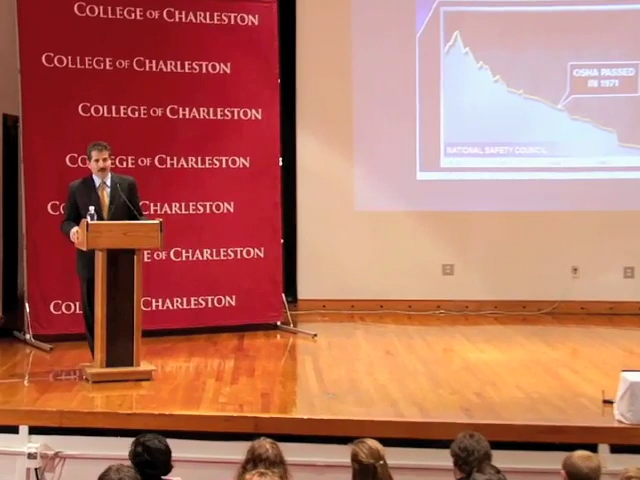 COLLEGE OF CHARLESTON
COLLEGE OF CHARLESTON
COLLEGE OF CHARLESTON
COLLEGE OF CHARLESTON
CHARLESTON
OF CHARLESTON
CHARLESTON
OSHA PASSED
IN 1971
NATIONAL SAFETY COUNCIL